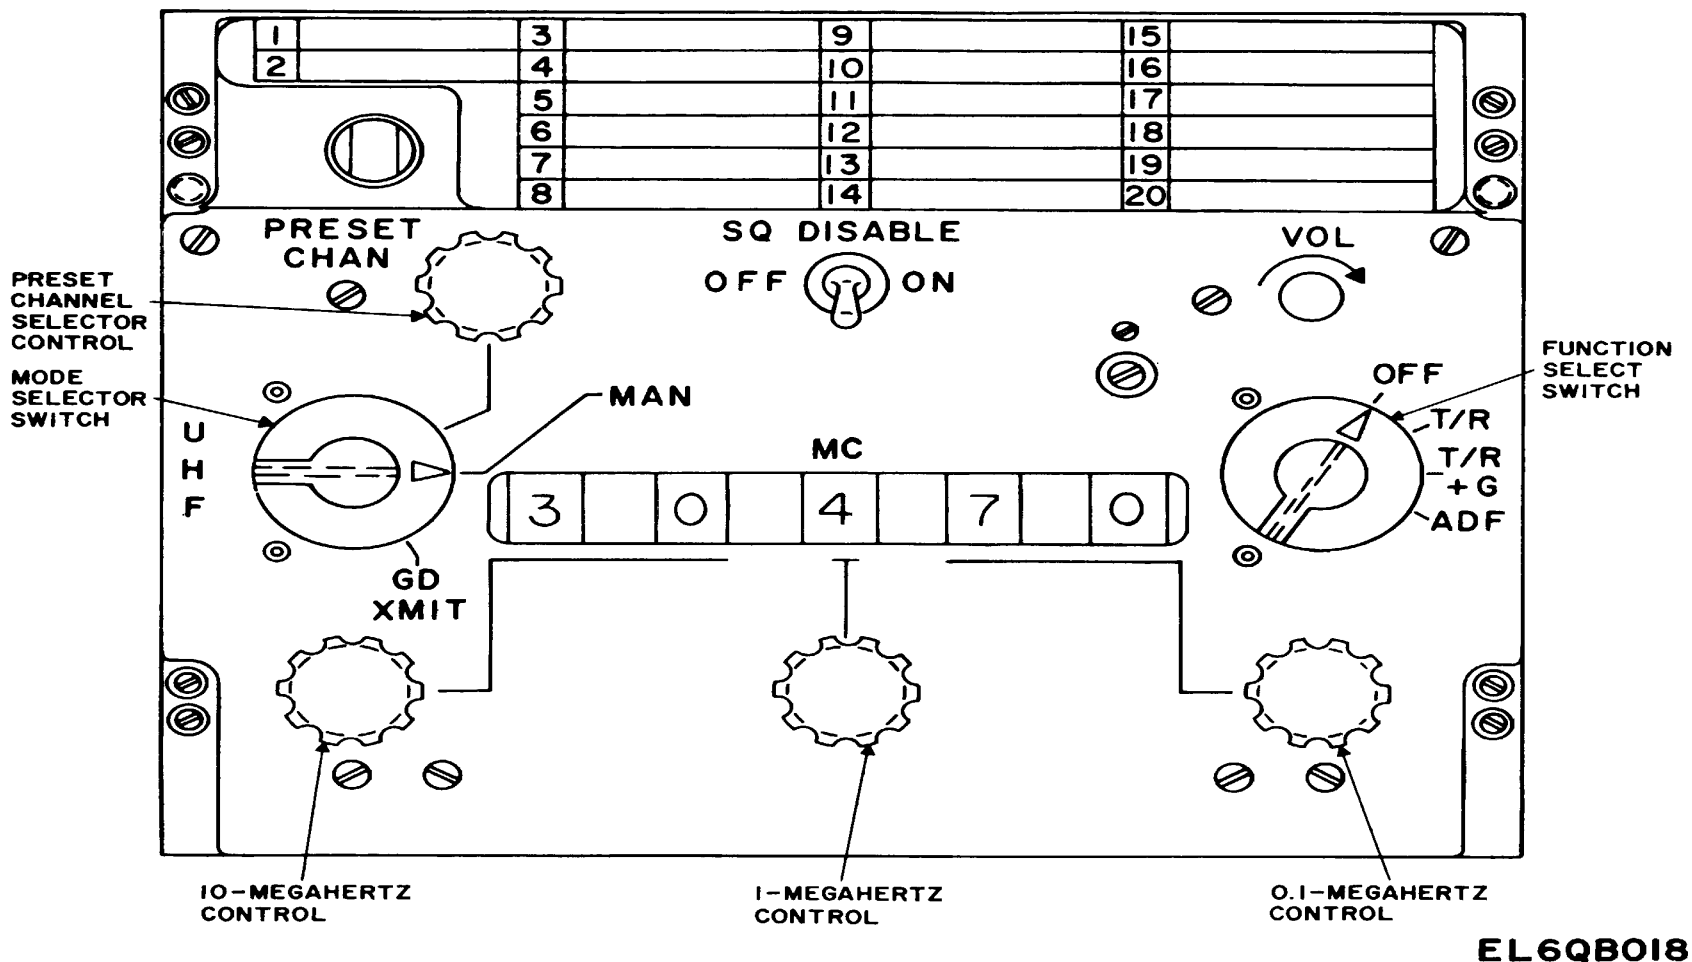 1 3 9 15
2 4 10 16
5 11 17
6 12 18
7 13 19
8 14 20
PRESET
CHAN
SQ DISABLE
OFF ON
VOL
PRESET
CHANNEL
SELECTOR
CONTROL
MODE
SELECTOR
SWITCH
FUNCTION
SELECT
SWITCH
UHF
MAN
GD
XMIT
MC
3 0 4 7 0
OFF
T/R
T/R
+G
ADF
10-MEGAHERTZ
CONTROL
1-MEGAHERTZ
CONTROL
0.1-MEGAHERTZ
CONTROL
EL6QB018